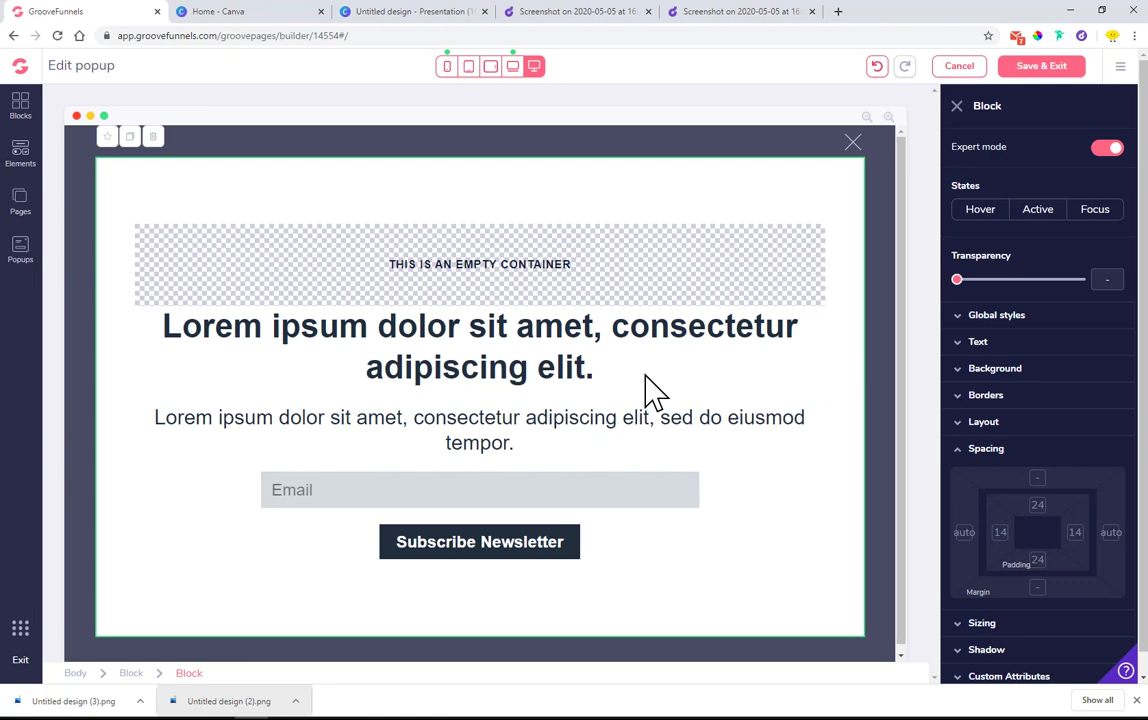 GrooveFunnels
Home - Canva
Untitled design - Presentation (1
Screenshot on 2020-05-05 at 16:
Screenshot on 2020-05-05 at 16:
app.groovefunnels.com/groovepages/builder/14554#/
7
Edit popup
Cancel
Save & Exit
Blocks
Elements
Pages
Popups
Exit
THIS IS AN EMPTY CONTAINER
Lorem ipsum dolor sit amet, consectetur
adipiscing elit.
Lorem ipsum dolor sit amet, consectetur adipiscing elit, sed do eiusmod
tempor.
Email
Subscribe Newsletter
Block
Expert mode
States
Hover Active Focus
Transparency
-
Global styles
Text
Background
Borders
Layout
Spacing
-
24
auto 14 14 auto
24
Padding
-
Margin
Sizing
Shadow
Custom Attributes
?
Body Block Block
Untitled design (3).png
Untitled design (2).png
Show all